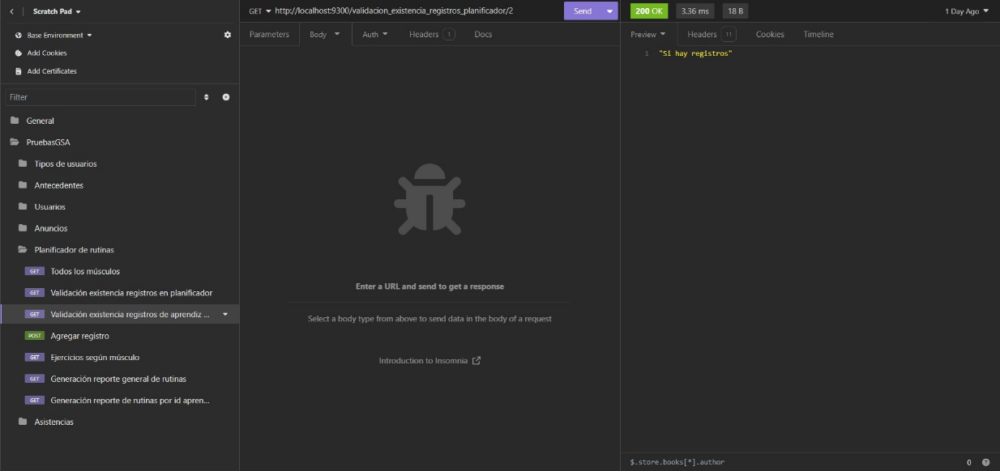 Scratch Pad
Base Environment
Add Cookies
Add Certificates
Filter
General
PruebasGSA
Tipos de usuarios
Antecedentes
Usuarios
Anuncios
Planificador de rutinas
GET Todos los músculos
GET Validación existencia registros en planificador
GET Validación existencia registros de aprendiz ...
POST Agregar registro
GET Ejercicios según músculo
GET Generación reporte general de rutinas
GET Generación reporte de rutinas por id apren...
Asistencias
GET http://localhost:9300/validacion_existencia_registros_planificador/2 Send
Parameters Body Auth Headers 1 Docs
Enter a URL and send to get a response
Select a body type from above to send data in the body of a request
Introduction to Insomnia
200 OK 3.36 ms 18 B 1 Day Ago
Preview Headers 11 Cookies Timeline
1 "Si hay registros"
$.store.books[*].author 0 ?